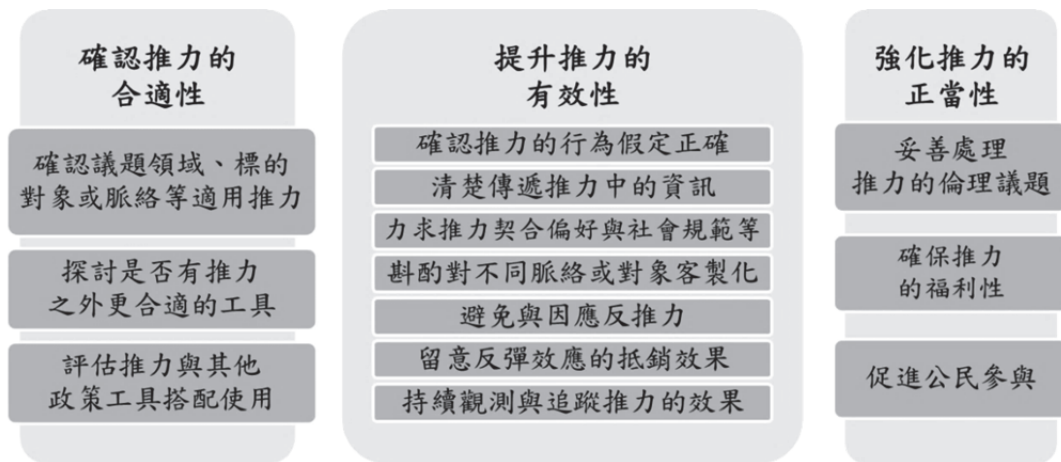 確認推力的
合適性
確認議題領域、標的
對象或脈絡等適用推力
探討是否有推力
之外更合適的工具
評估推力與其他
政策工具搭配使用
提升推力的
有效性
確認推力的行為假定正確
清楚傳遞推力中的資訊
力求推力契合偏好與社會規範等
斟酌對不同脈絡或對象客製化
避免與因應反推力
留意反彈效應的抵銷效果
持續觀測與追蹤推力的效果
強化推力的
正當性
妥善處理
推力的倫理議題
確保推力
的福利性
促進公民參與